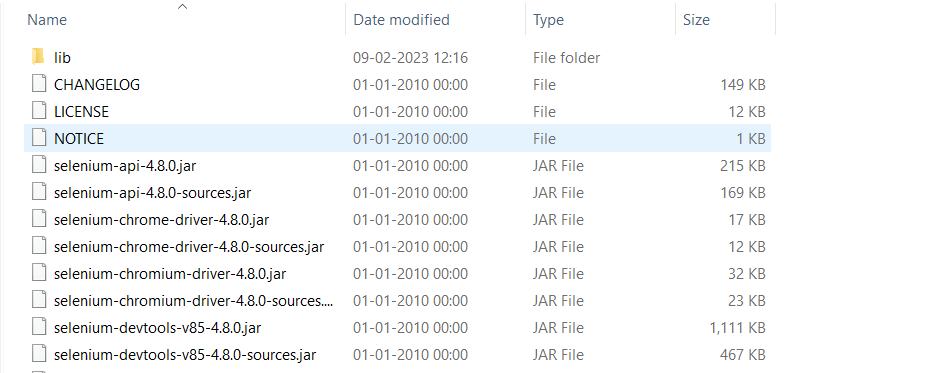 Name Date modified Type Size
lib 09-02-2023 12:16 File folder
CHANGELOG 01-01-2010 00:00 File 149 KB
LICENSE 01-01-2010 00:00 File 12 KB
NOTICE 01-01-2010 00:00 File 1 KB
selenium-api-4.8.0.jar 01-01-2010 00:00 JAR File 215 KB
selenium-api-4.8.0-sources.jar 01-01-2010 00:00 JAR File 169 KB
selenium-chrome-driver-4.8.0.jar 01-01-2010 00:00 JAR File 17 KB
selenium-chrome-driver-4.8.0-sources.jar 01-01-2010 00:00 JAR File 12 KB
selenium-chromium-driver-4.8.0.jar 01-01-2010 00:00 JAR File 32 KB
selenium-chromium-driver-4.8.0-sources.... 01-01-2010 00:00 JAR File 23 KB
selenium-devtools-v85-4.8.0.jar 01-01-2010 00:00 JAR File 1,111 KB
selenium-devtools-v85-4.8.0-sources.jar 01-01-2010 00:00 JAR File 467 KB